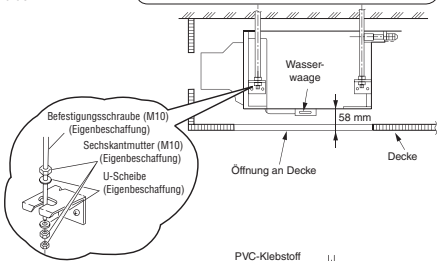 Wasser-
waage
58 mm
Befestigungsschraube (M10)
(Eigenbeschaffung)
Sechskantmutter (M10)
(Eigenbeschaffung)
U-Scheibe
(Eigenbeschaffung)
Öffnung an Decke
Decke
PVC-Klebstoff